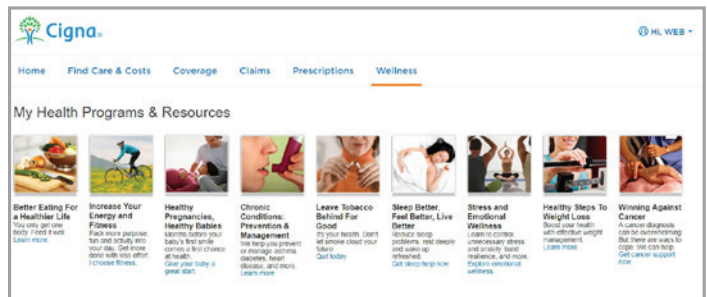 Cigna®
HI, WEB
Home Find Care & Costs Coverage Claims Prescriptions Wellness
My Health Programs & Resources
Better Eating For
a Healthier Life
You only get one
body. Feed it well.
Learn more.
Increase Your
Energy and
Fitness
Pack more purpose,
fun and activity into
your day. Get more
done with less effort.
I choose fitness.
Healthy
Pregnancies,
Healthy Babies
Months before your
baby's first smile
comes a first chance
at health.
Give your baby a
great start.
Chronic
Conditions:
Prevention &
Management
We help you prevent
or manage asthma,
diabetes, heart
disease, and more.
Learn more
Leave Tobacco
Behind For
Good
It's your health. Don't
let smoke cloud your
future.
Quit today
Sleep Better,
Feel Better, Live
Better
Reduce sleep
problems, rest deeply
and wake up
refreshed.
Get sleep help now
Stress and
Emotional
Wellness
Learn to control
unnecessary stress
and anxiety, build
resilience, and more.
Explore emotional
wellness.
Healthy Steps To
Weight Loss
Boost your health
with effective weight
management.
Learn more.
Winning Against
Cancer
A cancer diagnosis
can be overwhelming.
But there are ways to
cope. We can help.
Get cancer support
now.